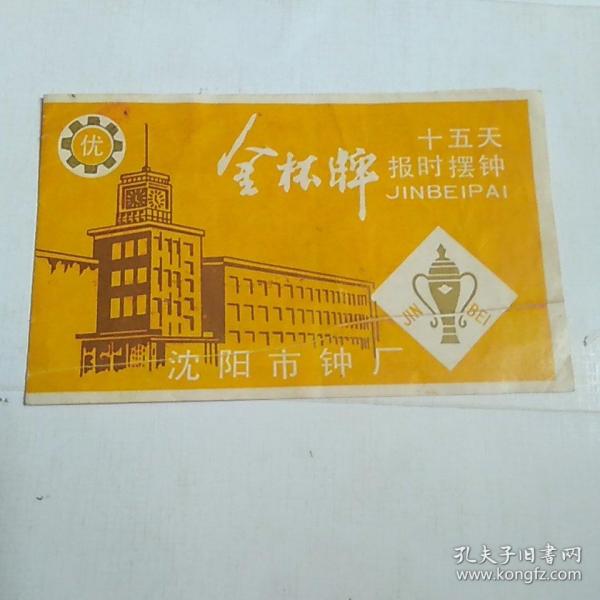 优
金杯牌
十五天
报时摆钟
JINBEIPAI
JIN BEI
沈阳市钟厂
孔夫子旧书网
www.kongfz.com